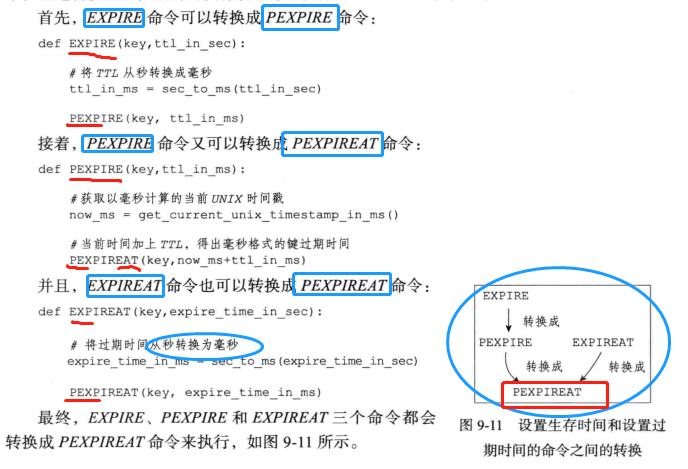 首先，EXPIRE 命令可以转换成 PEXPIRE 命令：
def EXPIRE(key,ttl_in_sec):
# 将 TTL 从秒转换成毫秒
ttl_in_ms = sec_to_ms(ttl_in_sec)
PEXPIRE(key, ttl_in_ms)
接着，PEXPIRE 命令又可以转换成 PEXPIREAT 命令：
def PEXPIRE(key,ttl_in_ms):
#获取以毫秒计算的当前 UNIX 时间戳
now_ms = get_current_unix_timestamp_in_ms()
#当前时间加上 TTL，得出毫秒格式的键过期时间
PEXPIREAT(key,now_ms+ttl_in_ms)
并且，EXPIREAT 命令也可以转换成 PEXPIREAT 命令：
def EXPIREAT(key,expire_time_in_sec):
# 将过期时间从秒转换为毫秒
expire_time_in_ms = sec_to_ms(expire_time_in_sec)
PEXPIREAT(key, expire_time_in_ms)
最终，EXPIRE、PEXPIRE 和 EXPIREAT 三个命令都会
转换成 PEXPIREAT 命令来执行，如图 9-11 所示。
EXPIRE
转换成
PEXPIRE
EXPIREAT
转换成
转换成
PEXPIREAT
图 9-11 设置生存时间和设置过
期时间的命令之间的转换